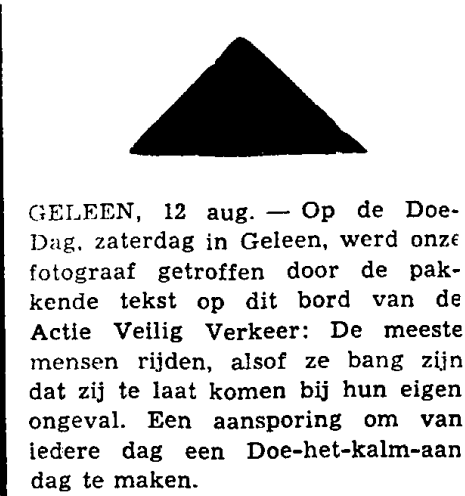 GELEEN, 12 aug. — Op de Doe-
Dag, zaterdag in Geleen, werd onze
fotograaf getroffen door de pak-
kende tekst op dit bord van de
Actie Veilig Verkeer: De meeste
mensen rijden, alsof ze bang zijn
dat zij te laat komen bij hun eigen
ongeval. Een aansporing om van
iedere dag een Doe-het-kalm-aan
dag te maken.